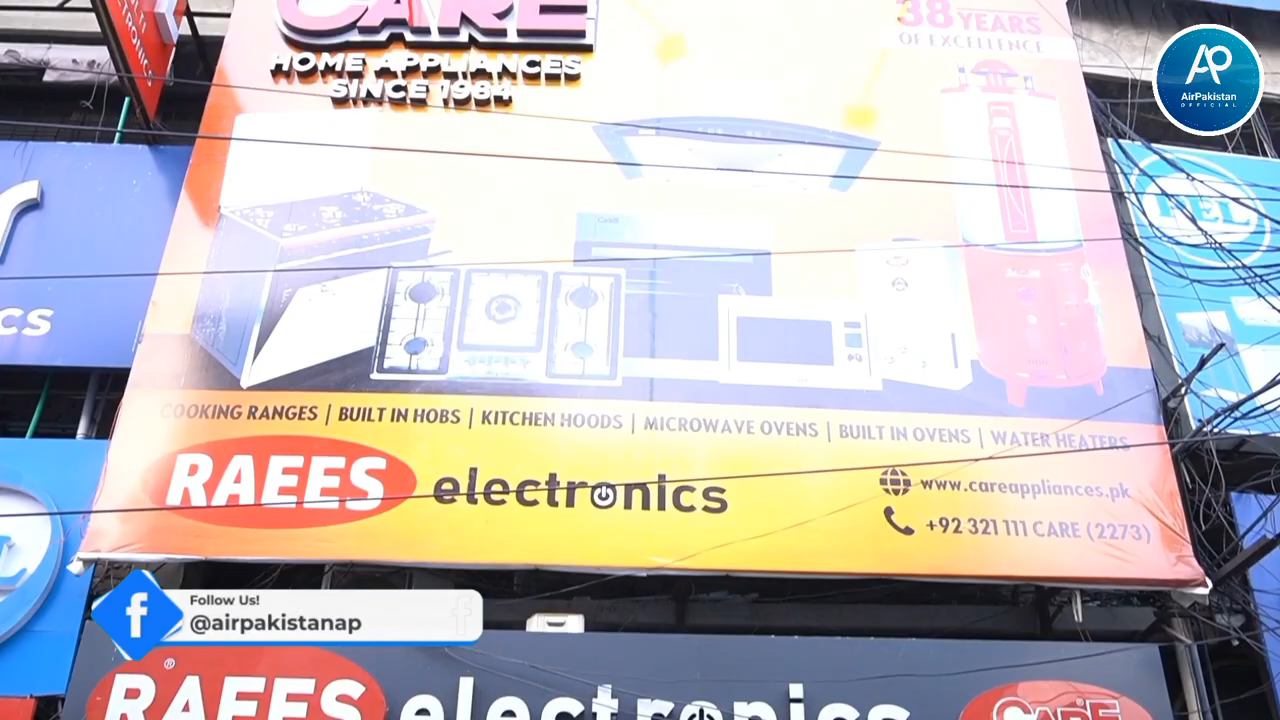 CARE
HOME APPLIANCES
SINCE 1984
38 YEARS
OF EXCELLENCE
AP
AirPakistan
OFFICIAL
PEL
cs
COOKING RANGES | BUILT IN HOBS | KITCHEN HOODS | MICROWAVE OVENS | BUILT IN OVENS | WATER HEATERS
RAEES electronics
www.careappliances.pk
+92 321 111 CARE (2273)
Follow Us!
@airpakistanap
RAEES® electronics
CARE